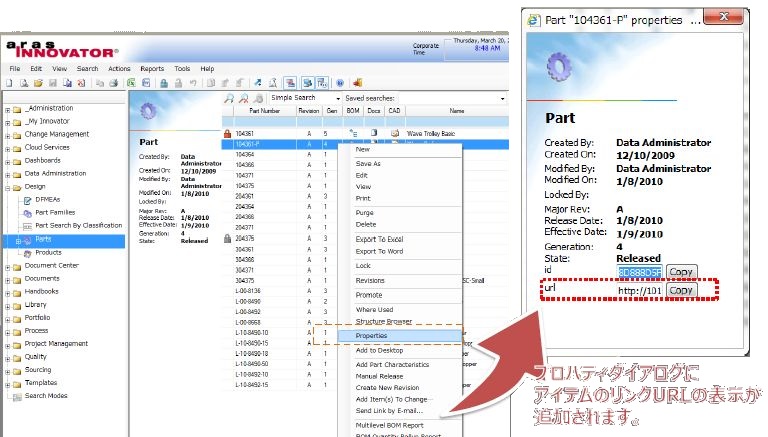 aras
INNOVATOR®
Corporate Time
Thursday, March 20, 2
8:48 AM
File Edit View Search Actions Reports Tools Help
Simple Search
Saved searches:
_Administration
_My Innovator
Change Management
Cloud Services
Dashboards
Data Administration
Design
DFMEAs
Part Families
Part Search By Classification
Parts
Products
Document Center
Documents
Handbooks
Library
Portfolio
Process
Project Management
Quality
Sourcing
Templates
Search Modes
Part
Created By: Data Administrator
Created On: 12/10/2009
Modified By: Data Administrator
Modified On: 1/8/2010
Locked By:
Major Rev: A
Release Date: 1/8/2010
Effective Date: 1/9/2010
Generation: 4
State: Released
Part Number Revision Gen BOM Docs CAD Name
104361 A 5 'Wave Trolley Basic
104361-P A 4
104364 A 1
104366 A 1
104371 A 1
104375 A 1
204361 A 2
204364 A 2
204366 A 1
204371 A 1
204375 A 3
304361 A 1
304366 A 1
304371 A 1
304375 A 1 SC-Small
L-00-8136 A 3
L-00-8490 A 2
L-00-8492 A 3
L-00-8668 A 3
L-10-8490-10 A 1
L-10-8490-15 A 1
L-10-8490-18 A 1
L-10-8490-50 A 1
L-10-8492-10 A 1
L-10-8492-15 A 1
New
Save As
Edit
View
Print
Purge
Delete
Export To Excel
Export To Word
Lock
Revisions
Promote
Where Used
Structure Browser
Properties
Add to Desktop
Add Part Characteristics
Manual Release
Create New Revision
Add Item(s) To Change...
Send Link by E-mail...
Multilevel BOM Report
BOM Quantity Rollup Report
Part "104361-P" properties ...
Part
Created By: Data Administrator
Created On: 12/10/2009
Modified By: Data Administrator
Modified On: 1/8/2010
Locked By:
Major Rev: A
Release Date: 1/8/2010
Effective Date: 1/9/2010
Generation: 4
State: Released
id 8D888D5F Copy
url http://101 Copy
プロパティダイアログに
アイテムのリンクURLの表示が
追加されます。